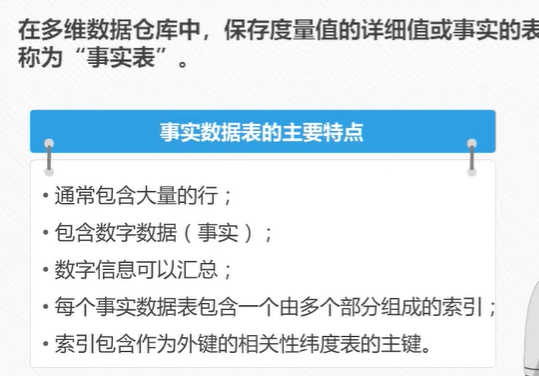 在多维数据仓库中，保存度量值的详细值或事实的表
称为“事实表”。
事实数据表的主要特点
• 通常包含大量的行；
• 包含数字数据（事实）；
• 数字信息可以汇总；
• 每个事实数据表包含一个由多个部分组成的索引；
• 索引包含作为外键的相关性纬度表的主键。